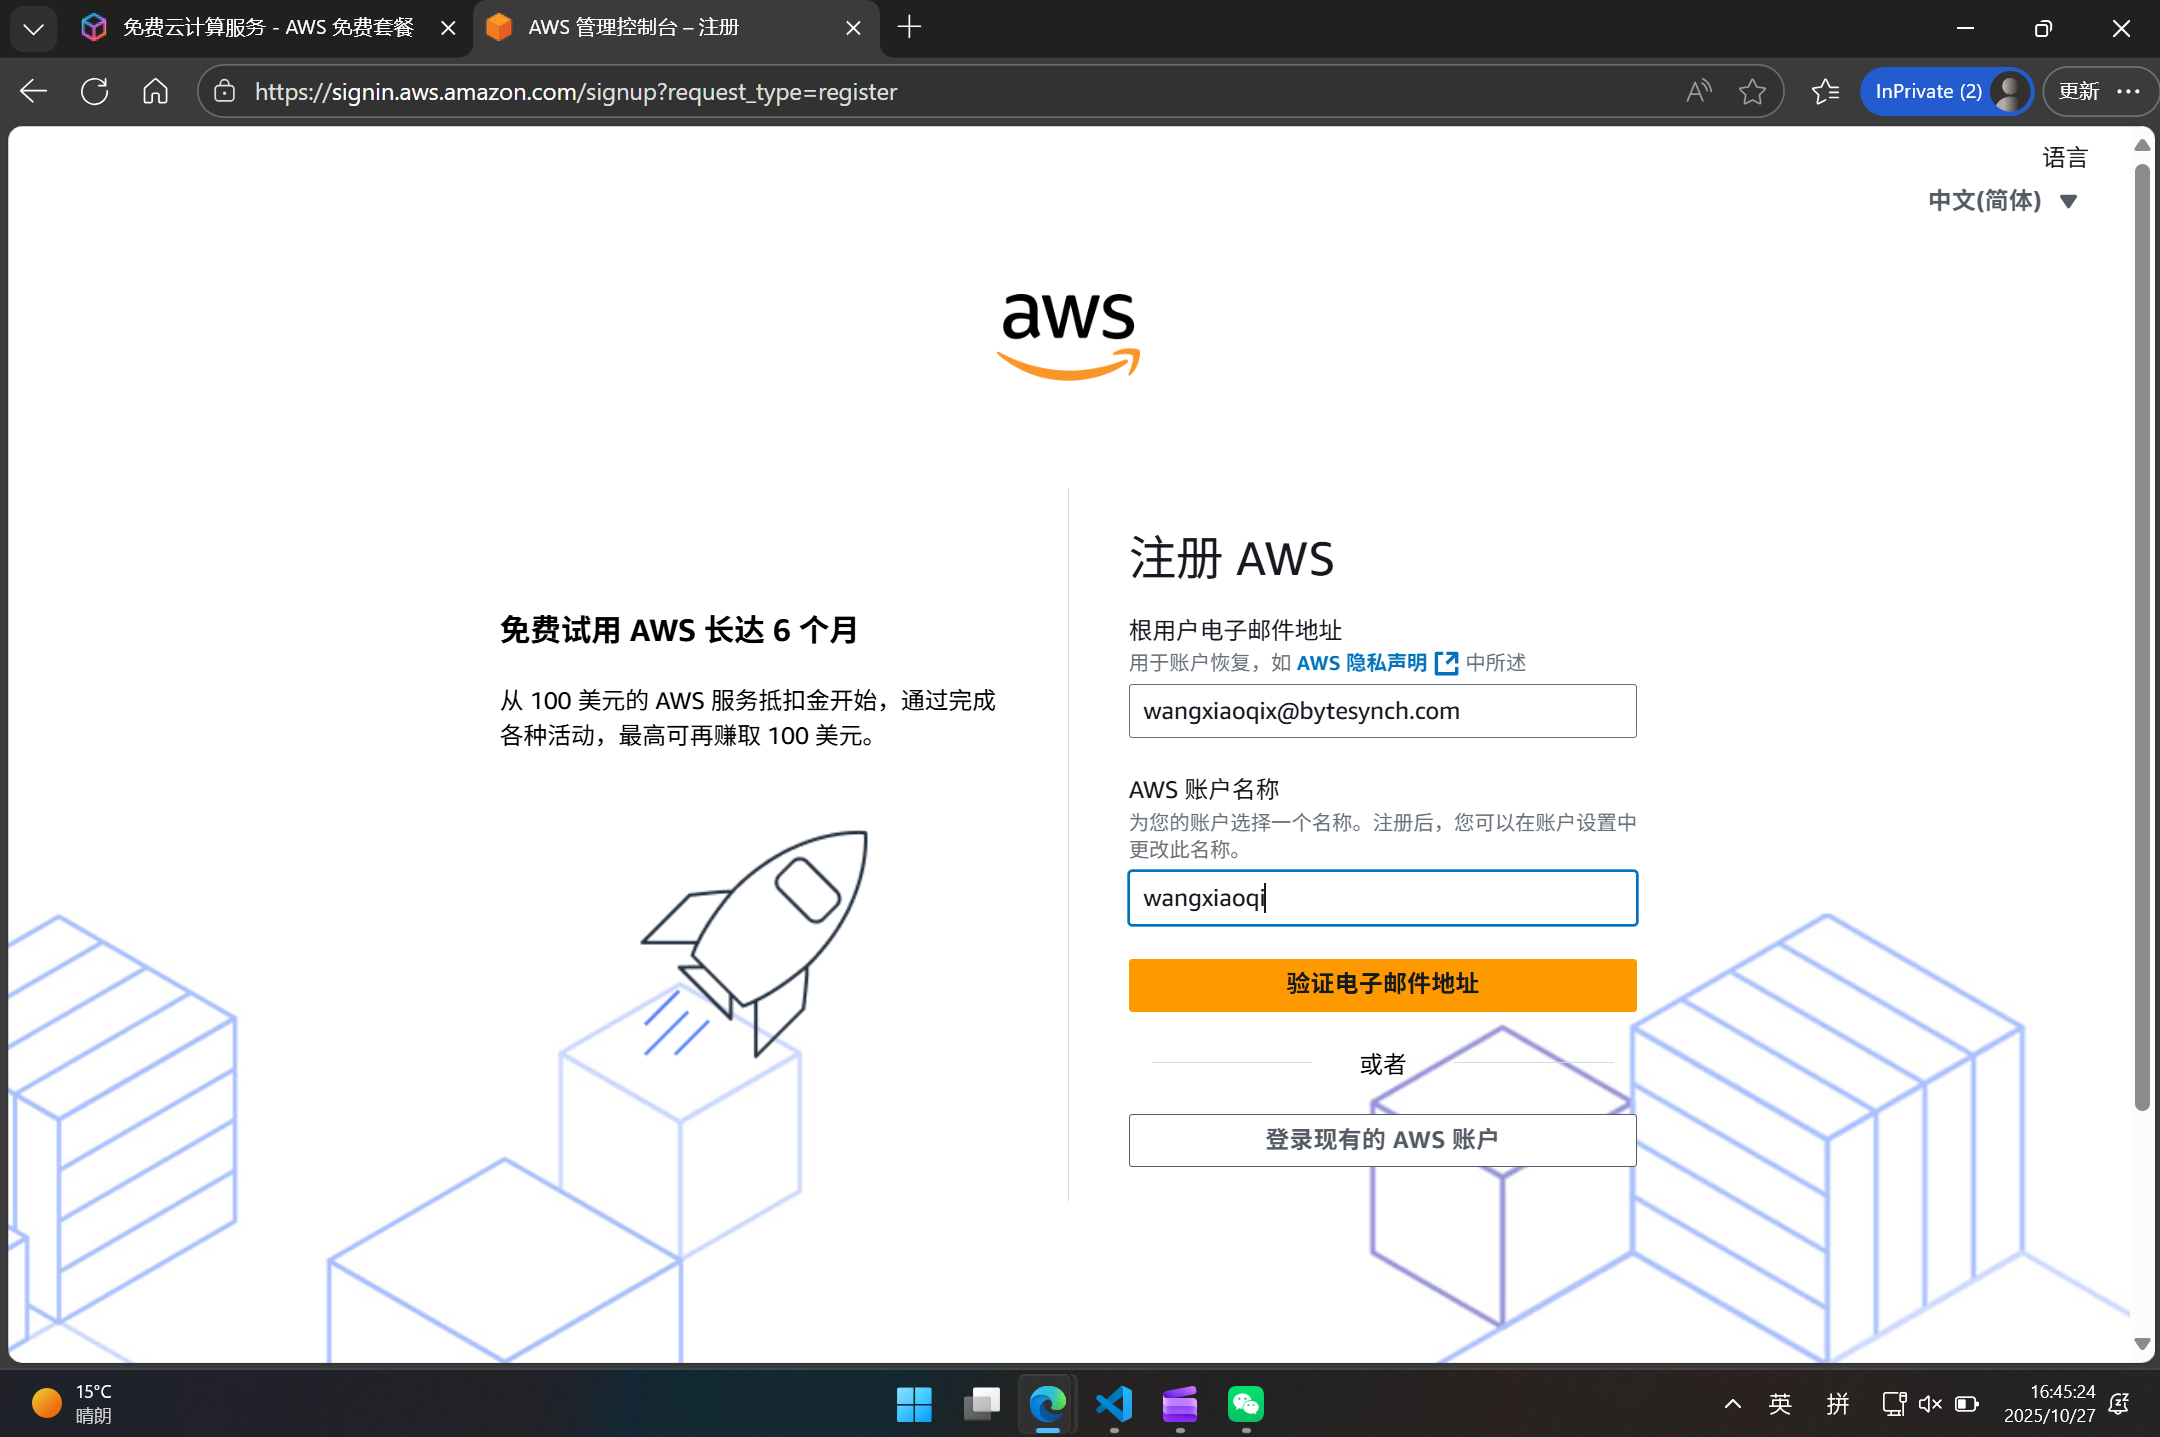 免费云计算服务 - AWS 免费套餐
AWS 管理控制台 – 注册
https://signin.aws.amazon.com/signup?request_type=register
InPrivate (2)
更新
语言
中文(简体)
aws
免费试用 AWS 长达 6 个月
从 100 美元的 AWS 服务抵扣金开始，通过完成
各种活动，最高可再赚取 100 美元。
注册 AWS
根用户电子邮件地址
用于账户恢复，如 AWS 隐私声明 中所述
wangxiaoqix@bytesynch.com
AWS 账户名称
为您的账户选择一个名称。注册后，您可以在账户设置中
更改此名称。
wangxiaoqi
验证电子邮件地址
或者
登录现有的 AWS 账户
15°C
晴朗
英
拼
16:45:24
2025/10/27